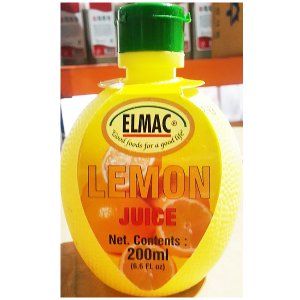 ELMAC®
"Good foods for a good life"
LEMON
JUICE
Net. Contents :
200ml
(6.6 Fl oz)